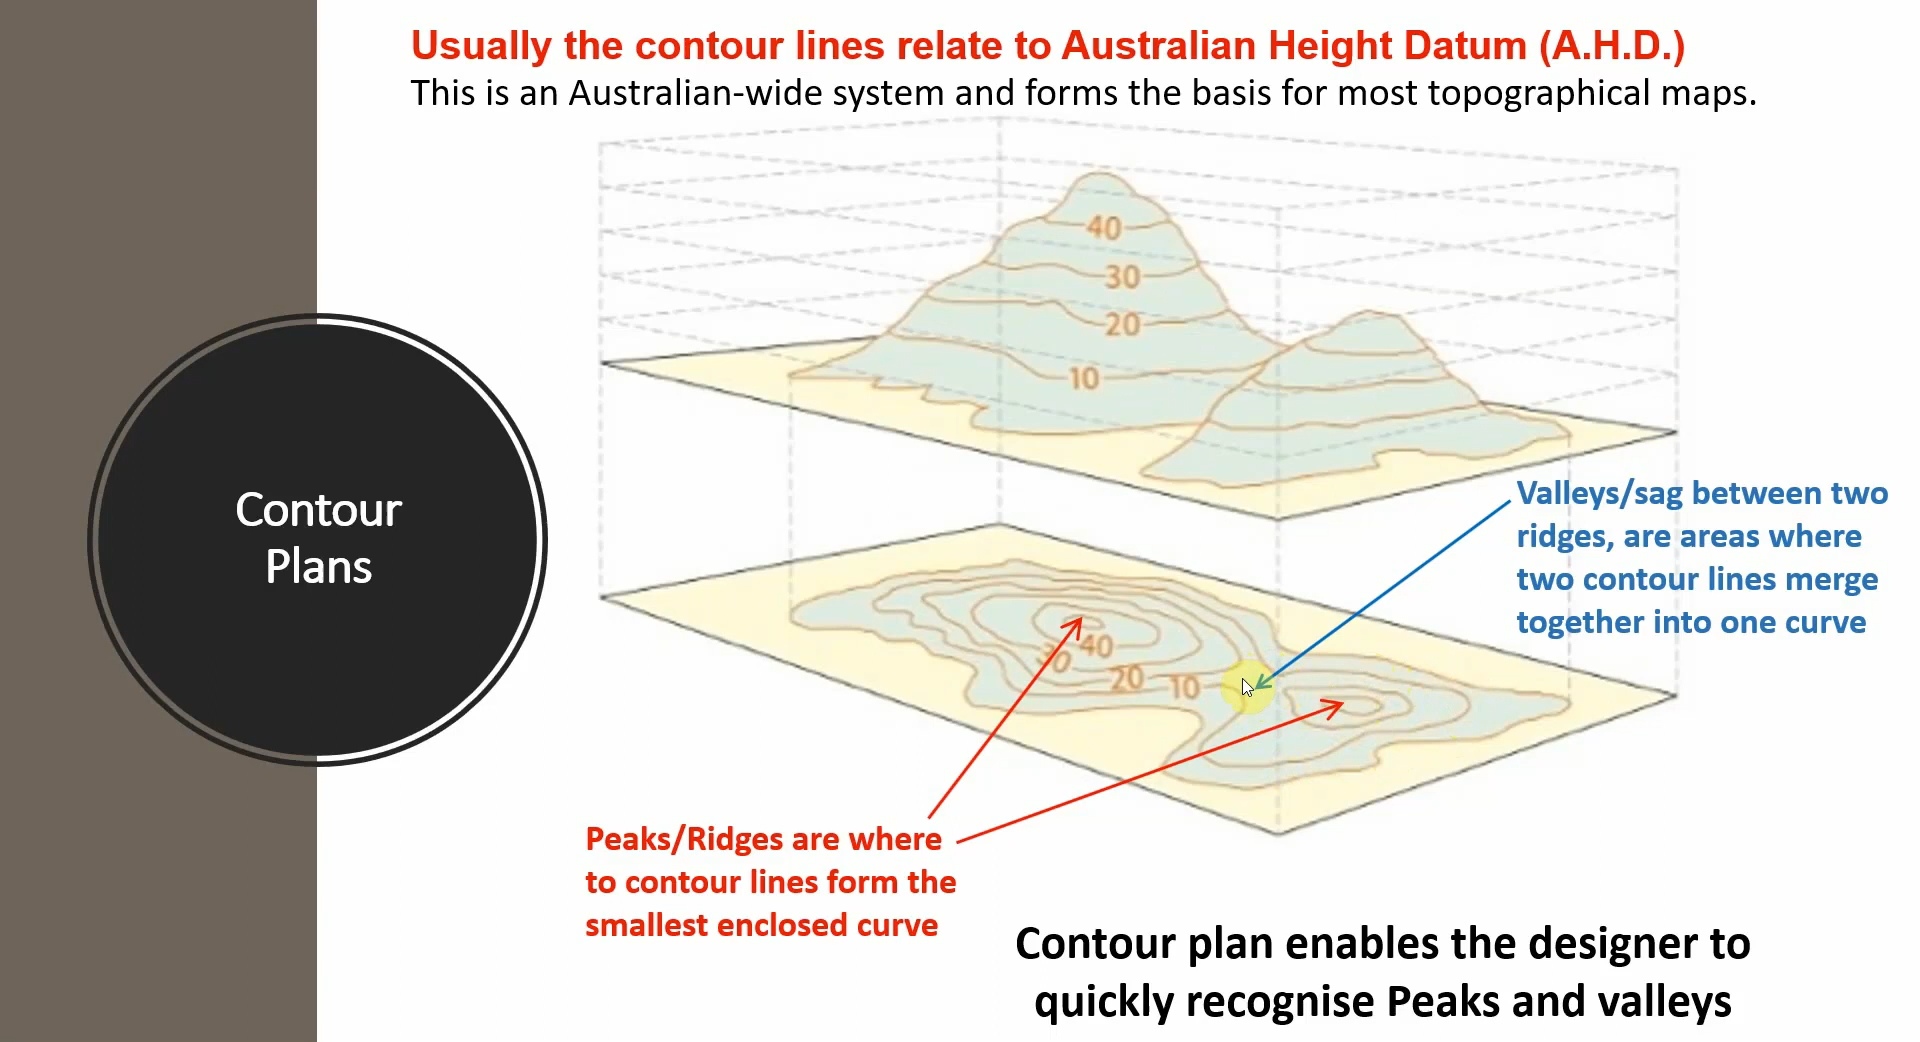 Usually the contour lines relate to Australian Height Datum (A.H.D.)
This is an Australian-wide system and forms the basis for most topographical maps.
Contour
Plans
40
30
20
10
Valleys/sag between two
ridges, are areas where
two contour lines merge
together into one curve
40
30
20
10
Peaks/Ridges are where
to contour lines form the
smallest enclosed curve
Contour plan enables the designer to
quickly recognise Peaks and valleys